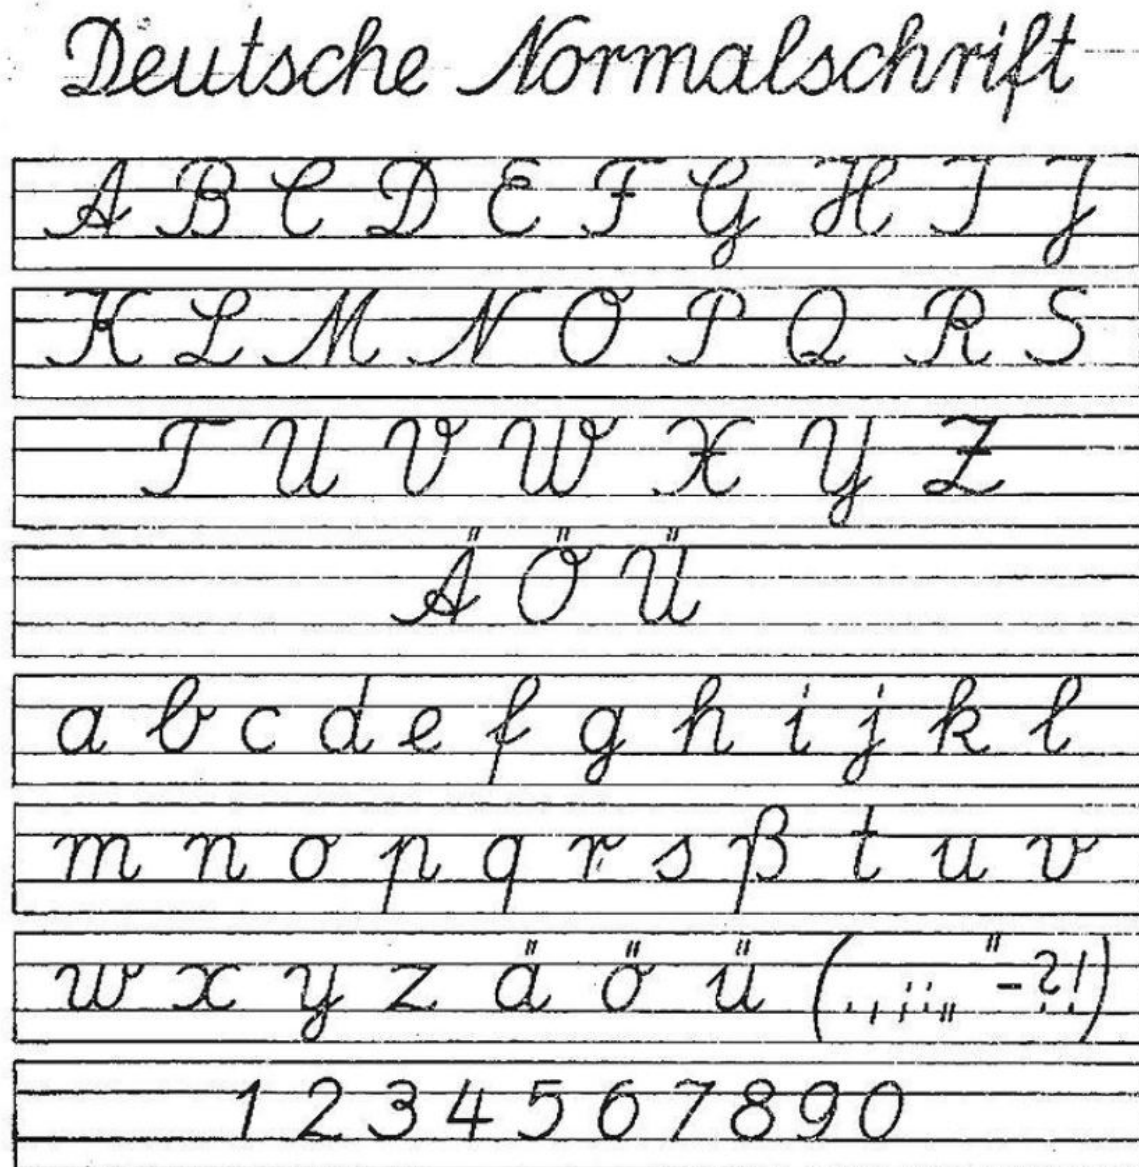 Deutsche Normalschrift
A B C D E F G H I J
K L M N O P Q R S
T U V W X Y Z
Ä Ö Ü
a b c d e f g h i j k l
m n o p q r s ß t u v
w x y z ä ö ü (., ; : „ " - ? !)
1 2 3 4 5 6 7 8 9 0